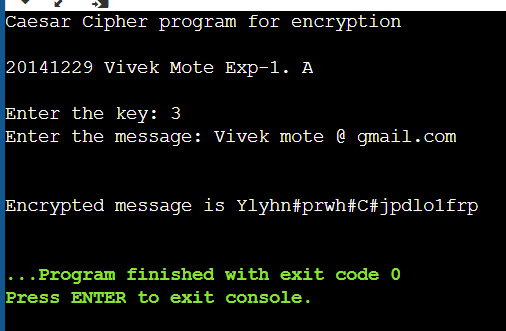 Caesar Cipher program for encryption
20141229 Vivek Mote Exp-1. A
Enter the key: 3
Enter the message: Vivek mote @ gmail.com
Encrypted message is Ylyhn#prwh#C#jpdlo1frp
...Program finished with exit code 0
Press ENTER to exit console.